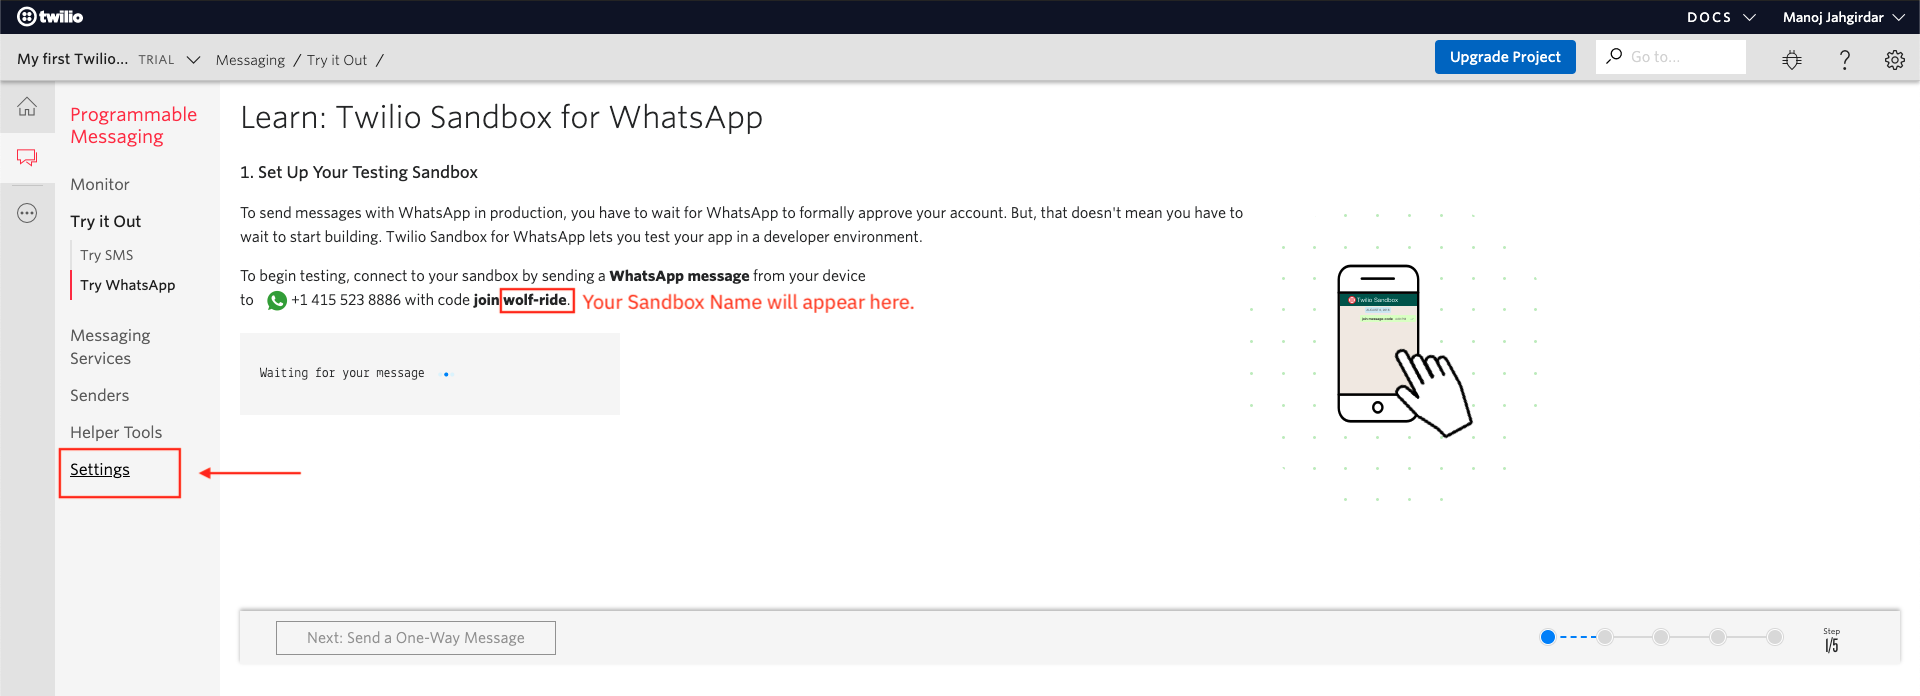 twilio
DOCS
Manoj Jahgirdar
My first Twilio... TRIAL
Messaging / Try it Out /
Upgrade Project
Go to...
Programmable
Messaging
Monitor
Try it Out
Try SMS
Try WhatsApp
Messaging
Services
Senders
Helper Tools
Settings
Learn: Twilio Sandbox for WhatsApp
1. Set Up Your Testing Sandbox
To send messages with WhatsApp in production, you have to wait for WhatsApp to formally approve your account. But, that doesn't mean you have to
wait to start building. Twilio Sandbox for WhatsApp lets you test your app in a developer environment.
To begin testing, connect to your sandbox by sending a WhatsApp message from your device
to +1 415 523 8886 with code join wolf-ride. Your Sandbox Name will appear here.
Waiting for your message
Twilio Sandbox
join message-code
Next: Send a One-Way Message
Step
1/5